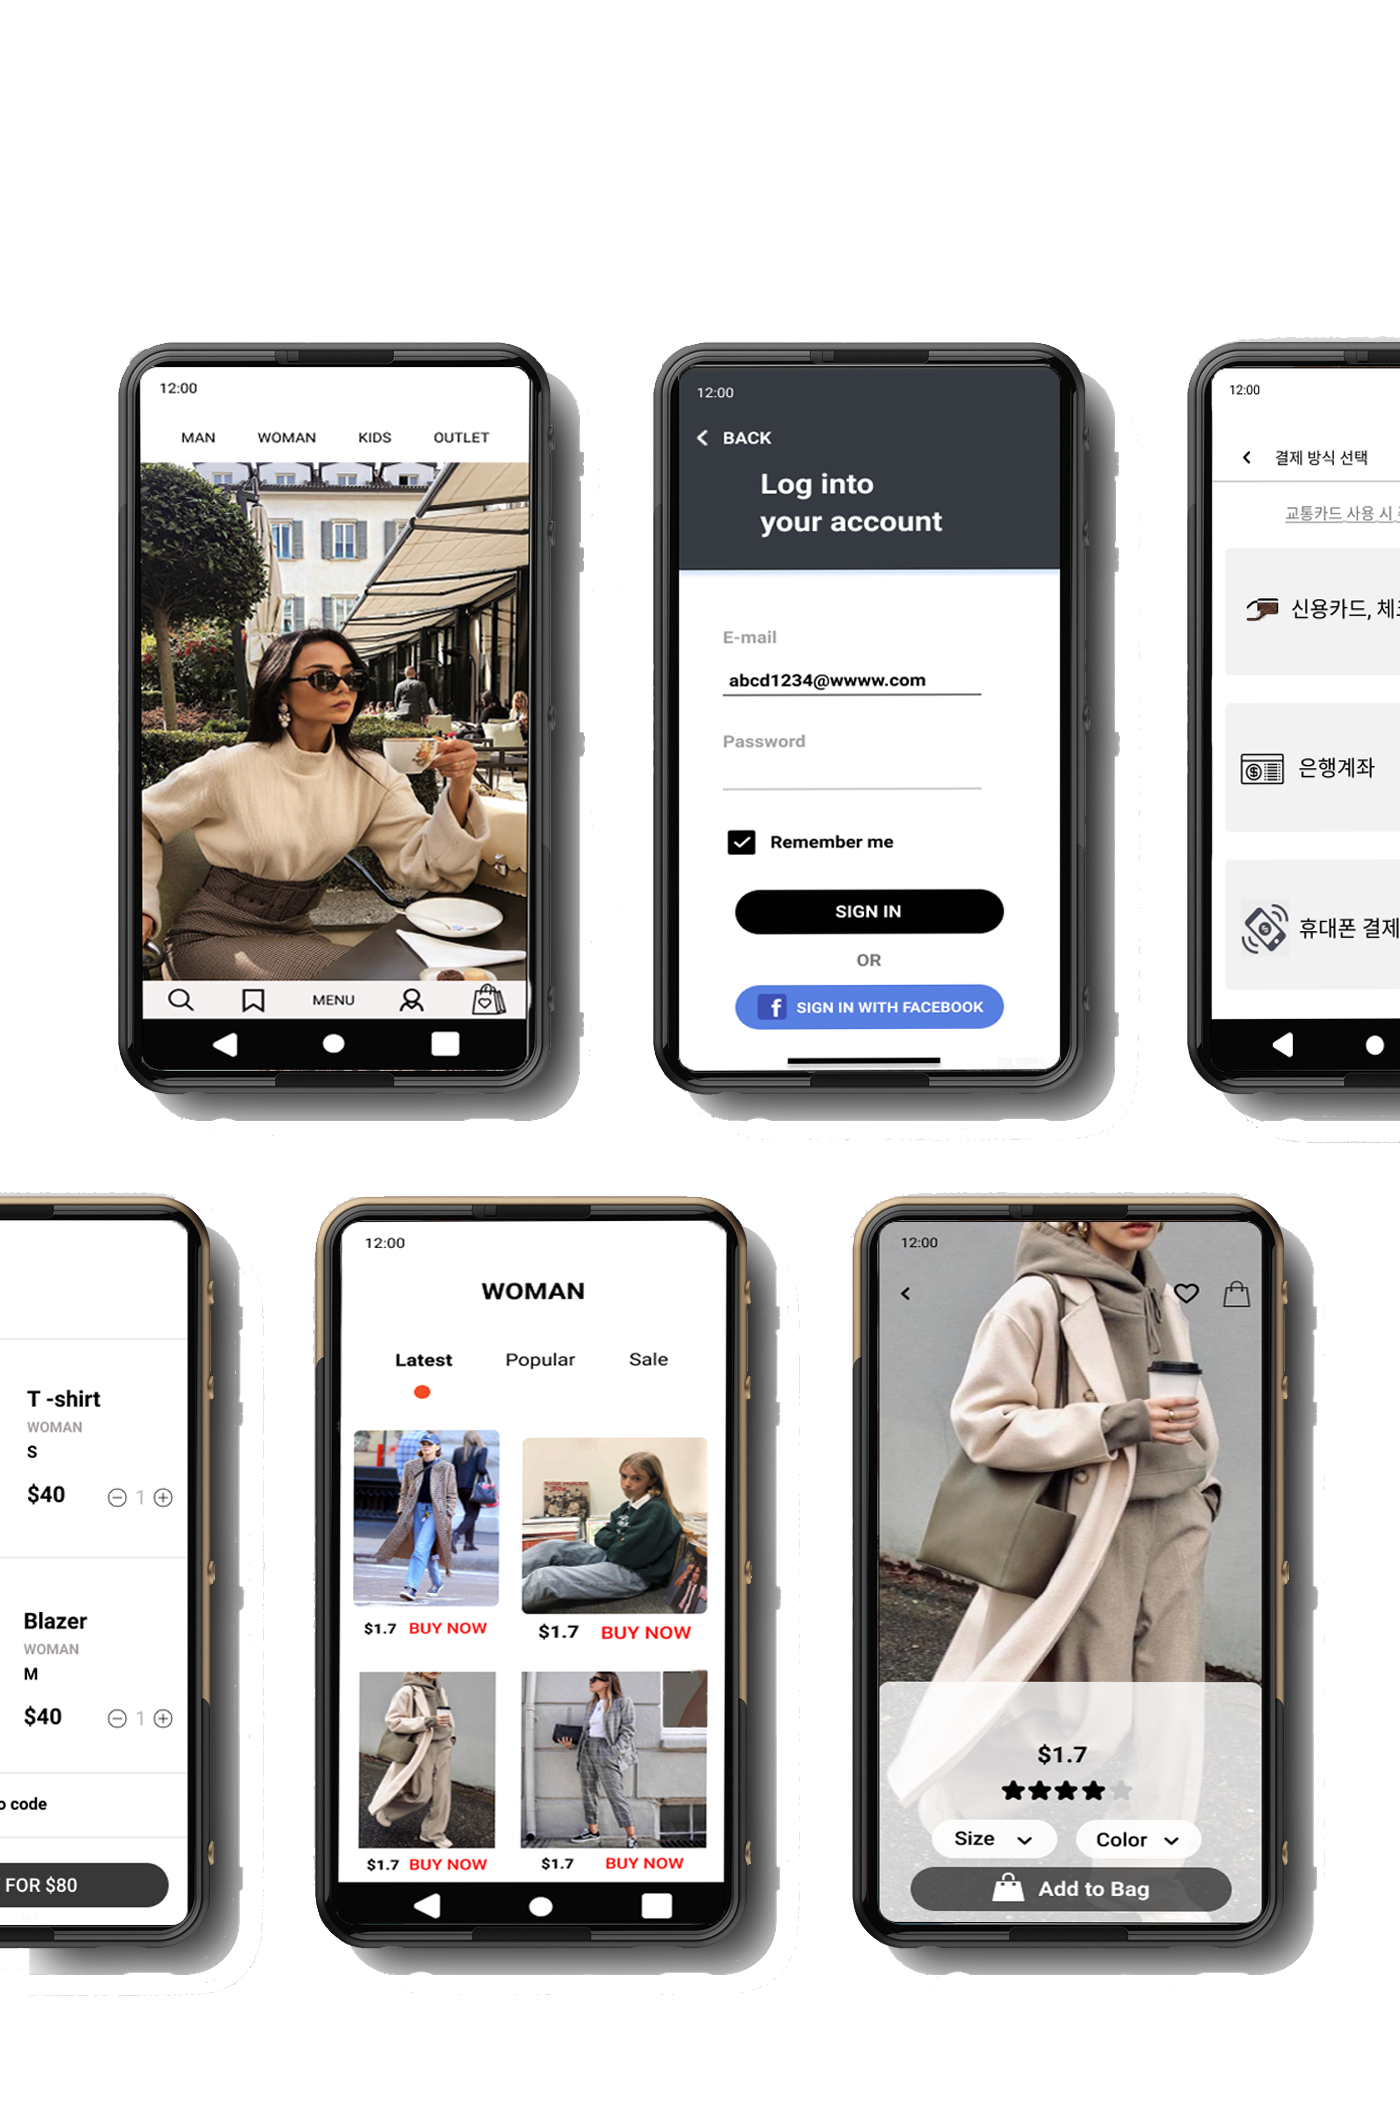 12:00
MAN WOMAN KIDS OUTLET
MENU
12:00
BACK
Log into
your account
E-mail
abcd1234@wwww.com
Password
Remember me
SIGN IN
OR
f SIGN IN WITH FACEBOOK
12:00
결제 방식 선택
교통카드 사용 시
신용카드,
은행계좌
휴대폰 결제
T -shirt
WOMAN
S
$40 1
Blazer
WOMAN
M
$40 1
code
FOR $80
12:00
WOMAN
Latest Popular Sale
$1.7 BUY NOW
$1.7 BUY NOW
$1.7 BUY NOW
$1.7 BUY NOW
12:00
$1.7
Size
Color
Add to Bag